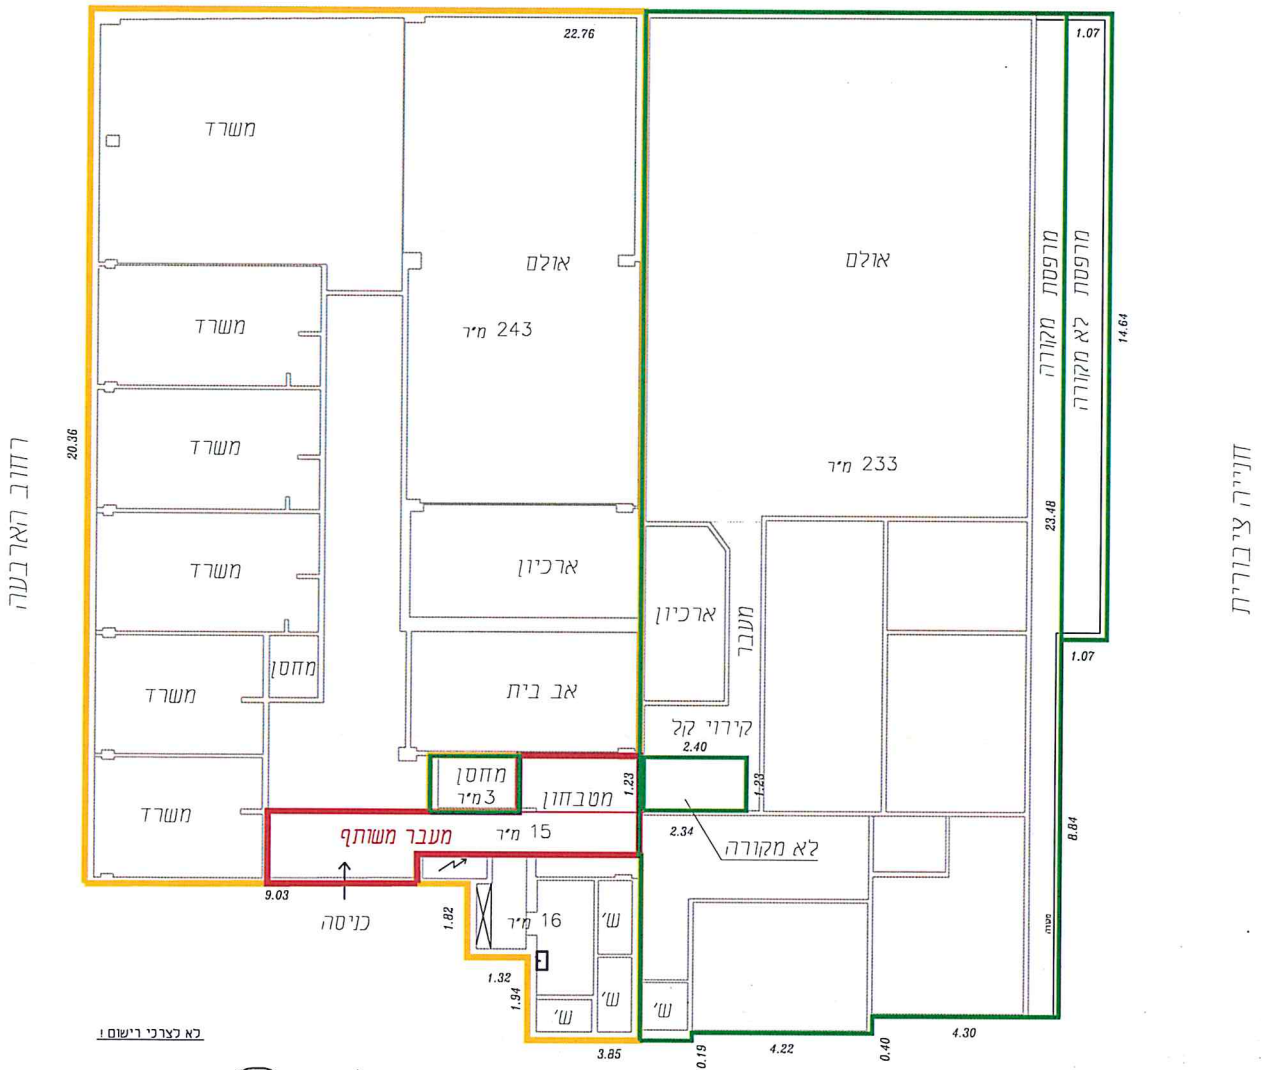 22.76
1.07
משרד
אולם
אולם
מרפסת מקורה
מרפסת לא מקורה
משרד
243 מ"ר
14.64
20.36
רחוב הארבעה
משרד
233 מ"ר
חנייה ציבורית
23.48
משרד
ארכיון
ארכיון
מעבר
משרד
מחסן
אב בית
1.07
קירוי קל
2.40
מחסן
3 מ"ר
מטבחון
1.23
1.23
משרד
מעבר משותף
15 מ"ר
2.34
לא מקורה
8.84
9.03
כניסה
1.82
16 מ"ר
ש'
1.32
1.94
ש'
ש'
ש'
לא לצרכי רישום !
3.85
0.19
4.22
0.40
4.30